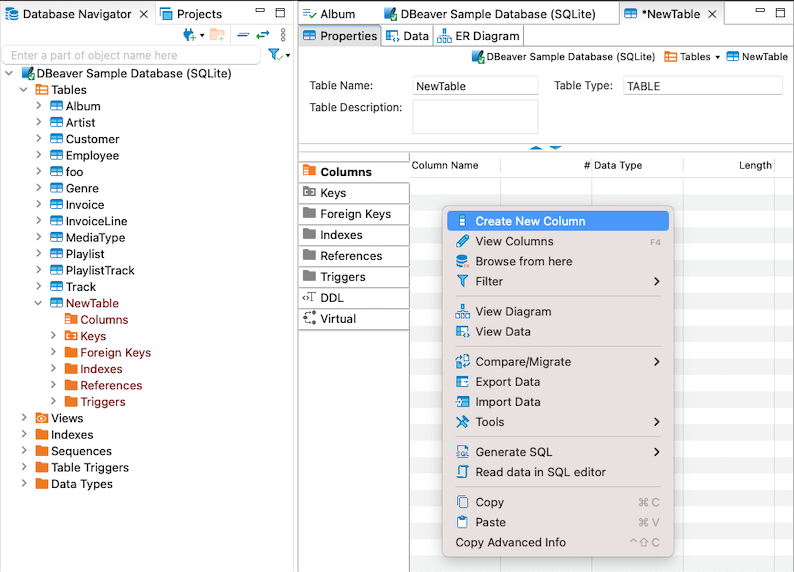 Database Navigator
Projects
Enter a part of object name here
DBeaver Sample Database (SQLite)
Tables
Album
Artist
Customer
Employee
foo
Genre
Invoice
InvoiceLine
MediaType
Playlist
PlaylistTrack
Track
NewTable
Columns
Keys
Foreign Keys
Indexes
References
Triggers
Views
Indexes
Sequences
Table Triggers
Data Types
Album
DBeaver Sample Database (SQLite)
*NewTable
Properties
Data
ER Diagram
DBeaver Sample Database (SQLite)
Tables
NewTable
Table Name:
NewTable
Table Type:
TABLE
Table Description:
Columns
Keys
Foreign Keys
Indexes
References
Triggers
DDL
Virtual
Column Name
# Data Type
Length
Create New Column
View Columns F4
Browse from here
Filter
View Diagram
View Data
Compare/Migrate
Export Data
Import Data
Tools
Generate SQL
Read data in SQL editor
Copy ⌘ C
Paste ⌘ V
Copy Advanced Info ^⇧ C